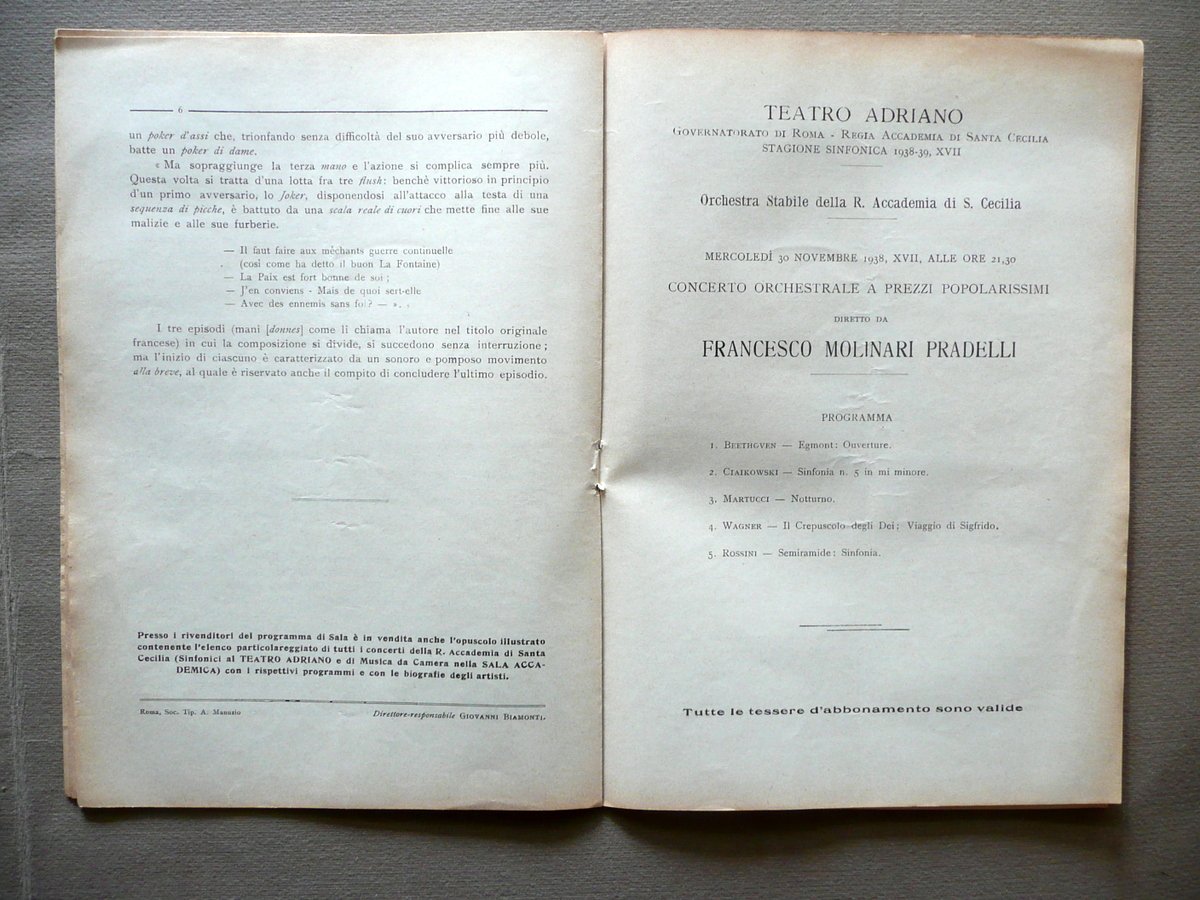 6
un poker d'assi che, trionfando senza difficoltà del suo avversario più debole,
batte un poker di dame.
« Ma sopraggiunge la terza mano e l'azione si complica sempre più.
Questa volta si tratta d'una lotta fra tre flush: benchè vittorioso in principio
d'un primo avversario, lo Joker, disponendosi all'attacco alla testa di una
sequenza di picche, è battuto da una scala reale di cuori che mette fine alle sue
malizie e alle sue furberie.
— Il faut faire aux méchants guerre continuelle
(così come ha detto il buon La Fontaine)
— La Paix est fort bonne de soi ;
— J'en conviens - Mais de quoi sert-elle
— Avec des ennemis sans foi ? — ».
I tre episodi (mani [donnes] come li chiama l'autore nel titolo originale
francese) in cui la composizione si divide, si succedono senza interruzione ;
ma l'inizio di ciascuno è caratterizzato da un sonoro e pomposo movimento
alla breve, al quale è riservato anche il compito di concludere l'ultimo episodio.
Presso i rivenditori del programma di Sala è in vendita anche l'opuscolo illustrato
contenente l'elenco particolareggiato di tutti i concerti della R. Accademia di Santa
Cecilia (Sinfonici al TEATRO ADRIANO e di Musica da Camera nella SALA ACCA-
DEMICA) con i rispettivi programmi e con le biografie degli artisti.
Roma, Soc. Tip. A. Manuzio
Direttore-responsabile GIOVANNI BIAMONTI.
TEATRO ADRIANO
GOVERNATORATO DI ROMA - REGIA ACCADEMIA DI SANTA CECILIA
STAGIONE SINFONICA 1938-39, XVII
Orchestra Stabile della R. Accademia di S. Cecilia
MERCOLEDÌ 30 NOVEMBRE 1938, XVII, ALLE ORE 21,30
CONCERTO ORCHESTRALE A PREZZI POPOLARISSIMI
DIRETTO DA
FRANCESCO MOLINARI PRADELLI
PROGRAMMA
1. BEETHOVEN — Egmont: Ouverture.
2. CIAIKOWSKI — Sinfonia n. 5 in mi minore.
3. MARTUCCI — Notturno.
4. WAGNER — Il Crepuscolo degli Dei; Viaggio di Sigfrido.
5. ROSSINI — Semiramide: Sinfonia.
Tutte le tessere d'abbonamento sono valide